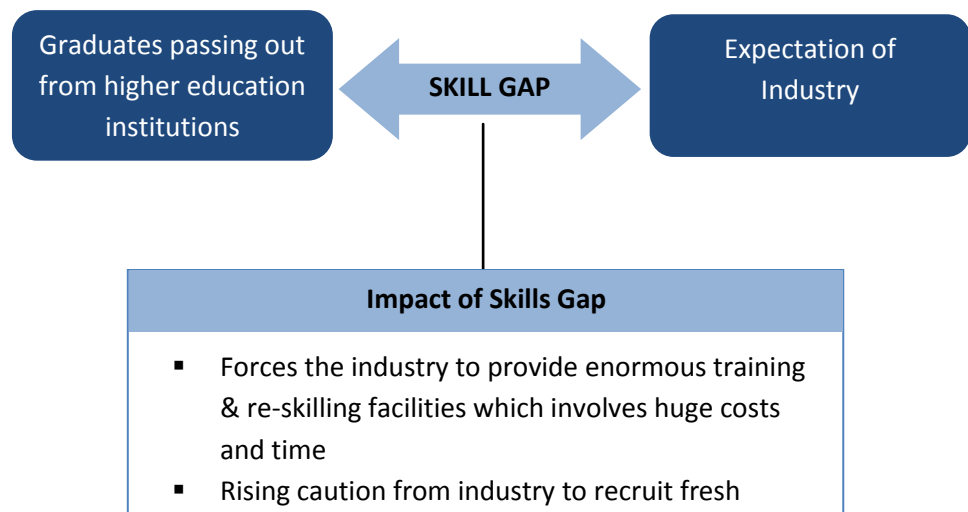 Graduates passing out
from higher education
institutions
SKILL GAP
Expectation of
Industry
Impact of Skills Gap
▪ Forces the industry to provide enormous training
& re-skilling facilities which involves huge costs
and time
▪ Rising caution from industry to recruit fresh